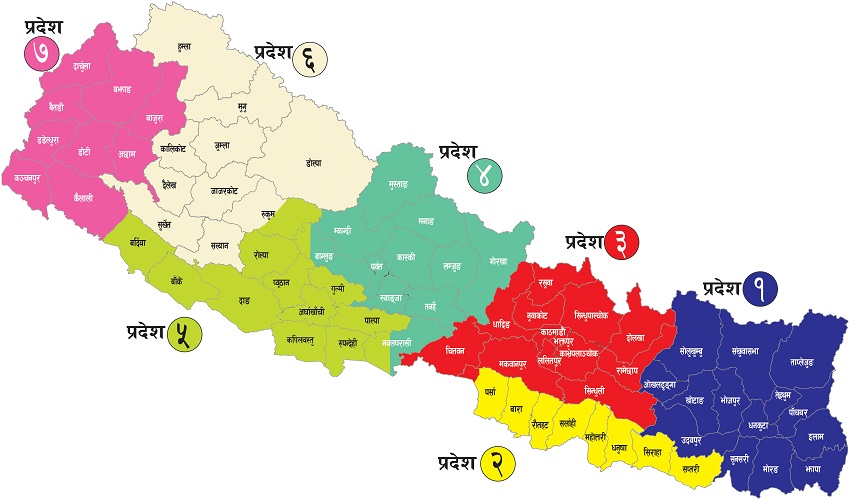 प्रदेश
७
दार्चुला
बझाङ
बैतडी
बाजुरा
डडेल्धुरा
डोटी
अछाम
कञ्चनपुर
कैलाली
प्रदेश ६
हुम्ला
मुगु
कालिकोट
जुम्ला
डोल्पा
दैलेख
जाजरकोट
रुकुम
सुर्खेत
सल्यान
प्रदेश
४
मुस्ताङ
मनाङ
म्याग्दी
कास्की
गोरखा
बाग्लुङ
पर्वत
लम्जुङ
स्याङ्जा
तनहुँ
नवलपरासी
प्रदेश ५
बर्दिया
बाँके
दाङ
रोल्पा
प्युठान
गुल्मी
अर्घाखाँची
पाल्पा
कपिलवस्तु
रुपन्देही
प्रदेश ३
रसुवा
नुवाकोट
सिन्धुपाल्चोक
धादिङ
काठमाडौं
भक्तपुर
दोलखा
चितवन
काभ्रेपलाञ्चोक
ललितपुर
मकवानपुर
रामेछाप
सिन्धुली
प्रदेश १
सोलुखुम्बु
संखुवासभा
ताप्लेजुङ
ओखलढुङ्गा
खोटाङ
भोजपुर
तेह्रथुम
पाँचथर
धनकुटा
इलाम
उदयपुर
सुनसरी
मोरङ
झापा
प्रदेश २
पर्सा
बारा
रौतहट
सर्लाही
महोत्तरी
धनुषा
सिराहा
सप्तरी